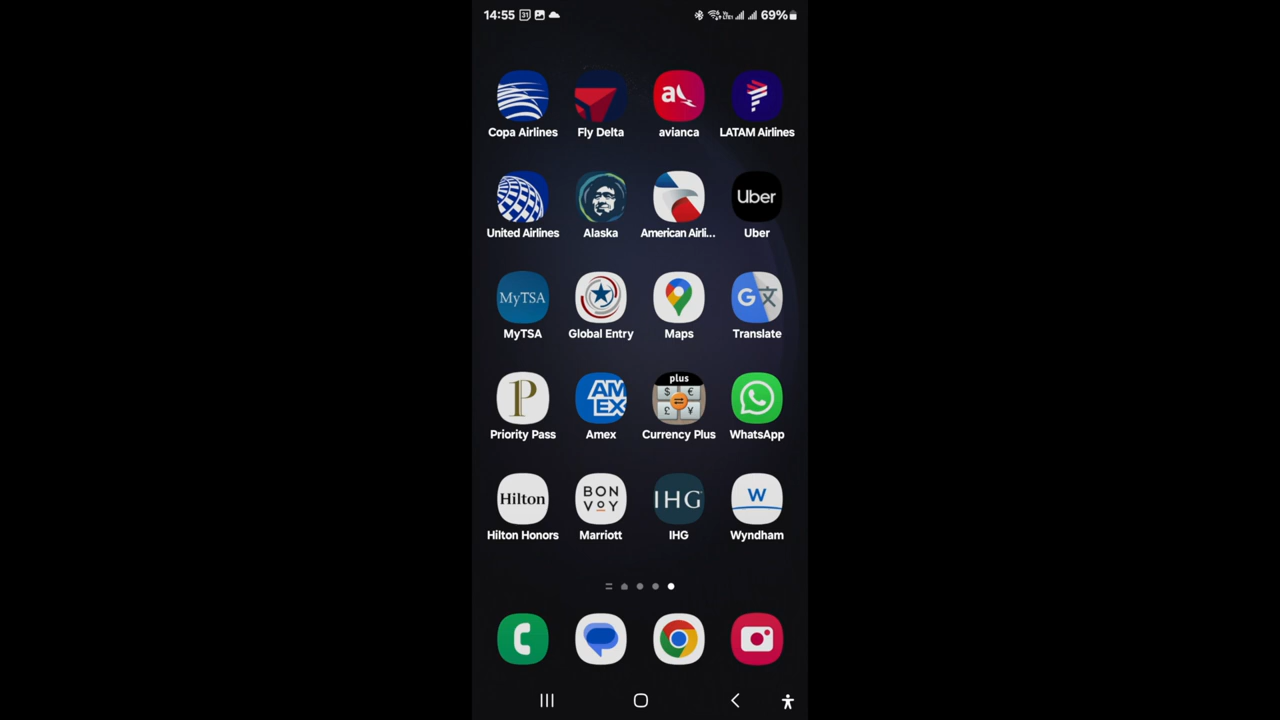 14:55 31 69%
Copa Airlines Fly Delta avianca LATAM Airlines
Uber
United Airlines Alaska American Airli... Uber
MyTSA G 文
MyTSA Global Entry Maps Translate
P AM EX plus $ € £ ¥
Priority Pass Amex Currency Plus WhatsApp
Hilton BON VOY IHG W
Hilton Honors Marriott IHG Wyndham